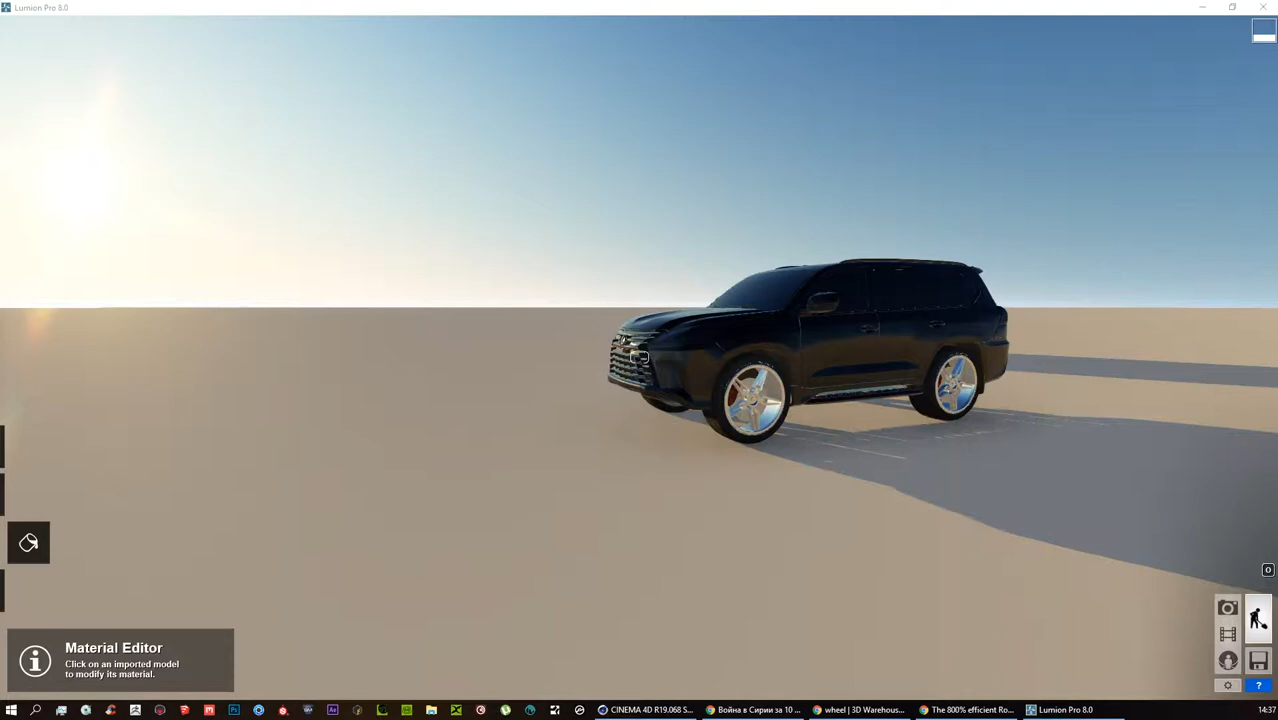 Lumion Pro 8.0
Material Editor
Click on an imported model
to modify its material.
?
CINEMA 4D R19.068 S...
Война в Сирии за 10 ...
wheel | 3D Warehous...
The 800% efficient Ro...
Lumion Pro 8.0
14:37